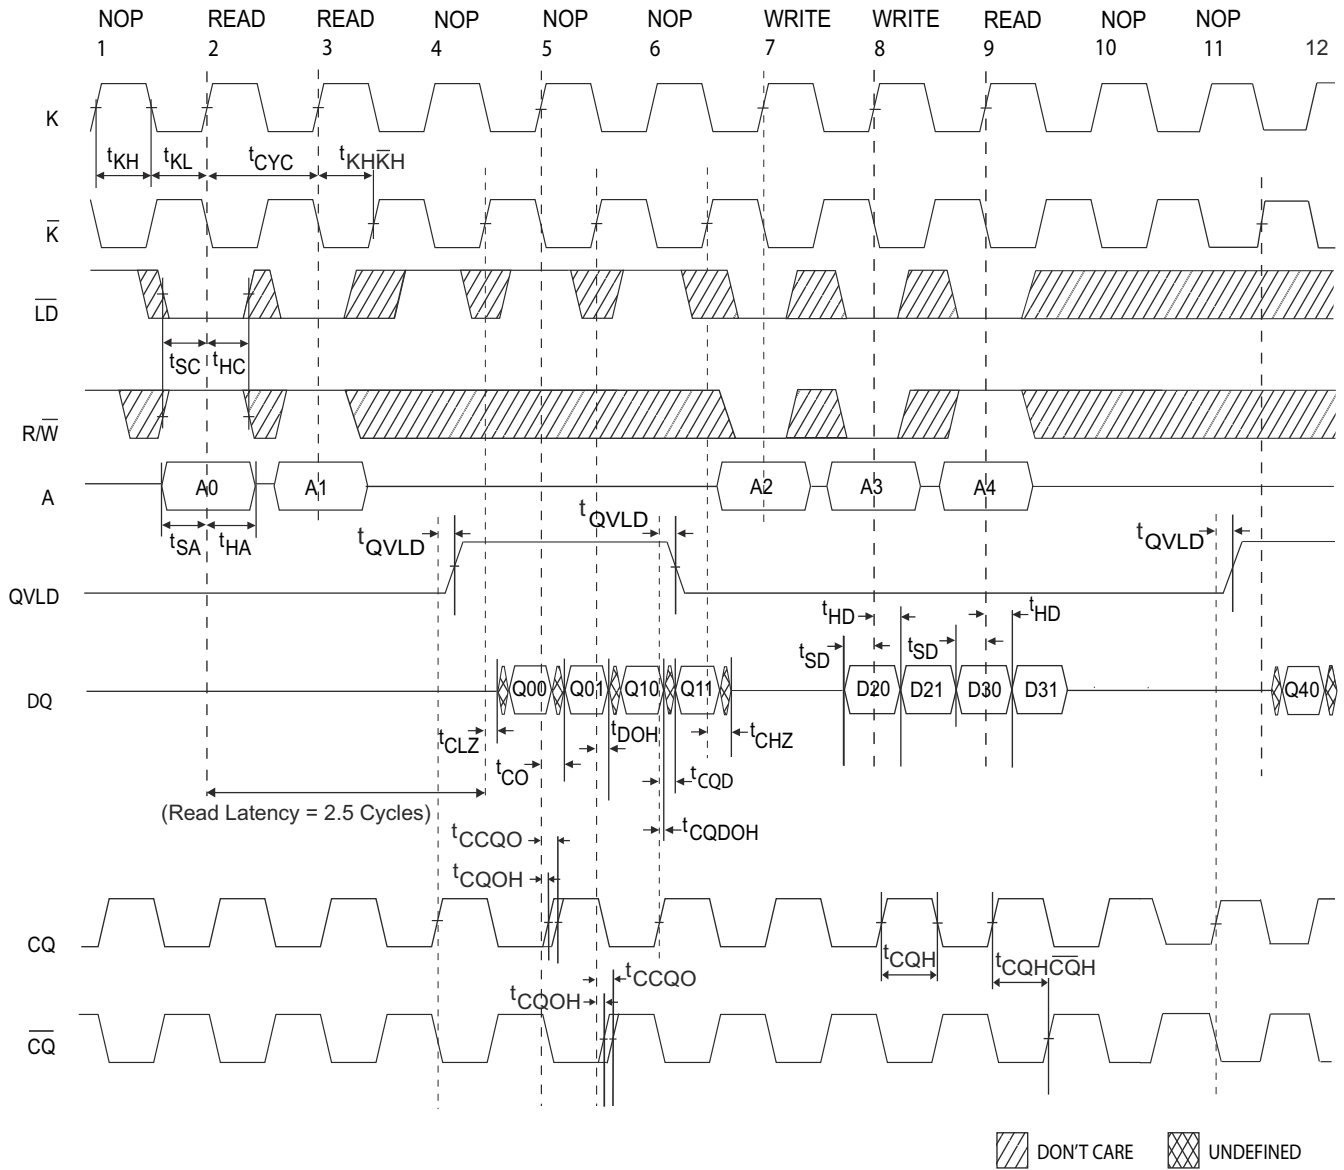 NOP READ READ NOP NOP NOP WRITE WRITE READ NOP NOP
1 2 3 4 5 6 7 8 9 10 11 12
K
tKH tKL tCYC tKHK̅H
K̅
L̅D̅
tSC tHC
R/W̅
A A0 A1 A2 A3 A4
tSA tHA tQVLD tQVLD tQVLD
QVLD
tHD tHD
tSD tSD
DQ Q00 Q01 Q10 Q11 D20 D21 D30 D31 Q40
tCLZ tDOH tCHZ
tCO tCQD
(Read Latency = 2.5 Cycles)
tCQDOH
tCCQO
tCQOH
CQ
tCQH tCQHC̅Q̅H
tCCQO
tCQOH
C̅Q̅
DON'T CARE UNDEFINED